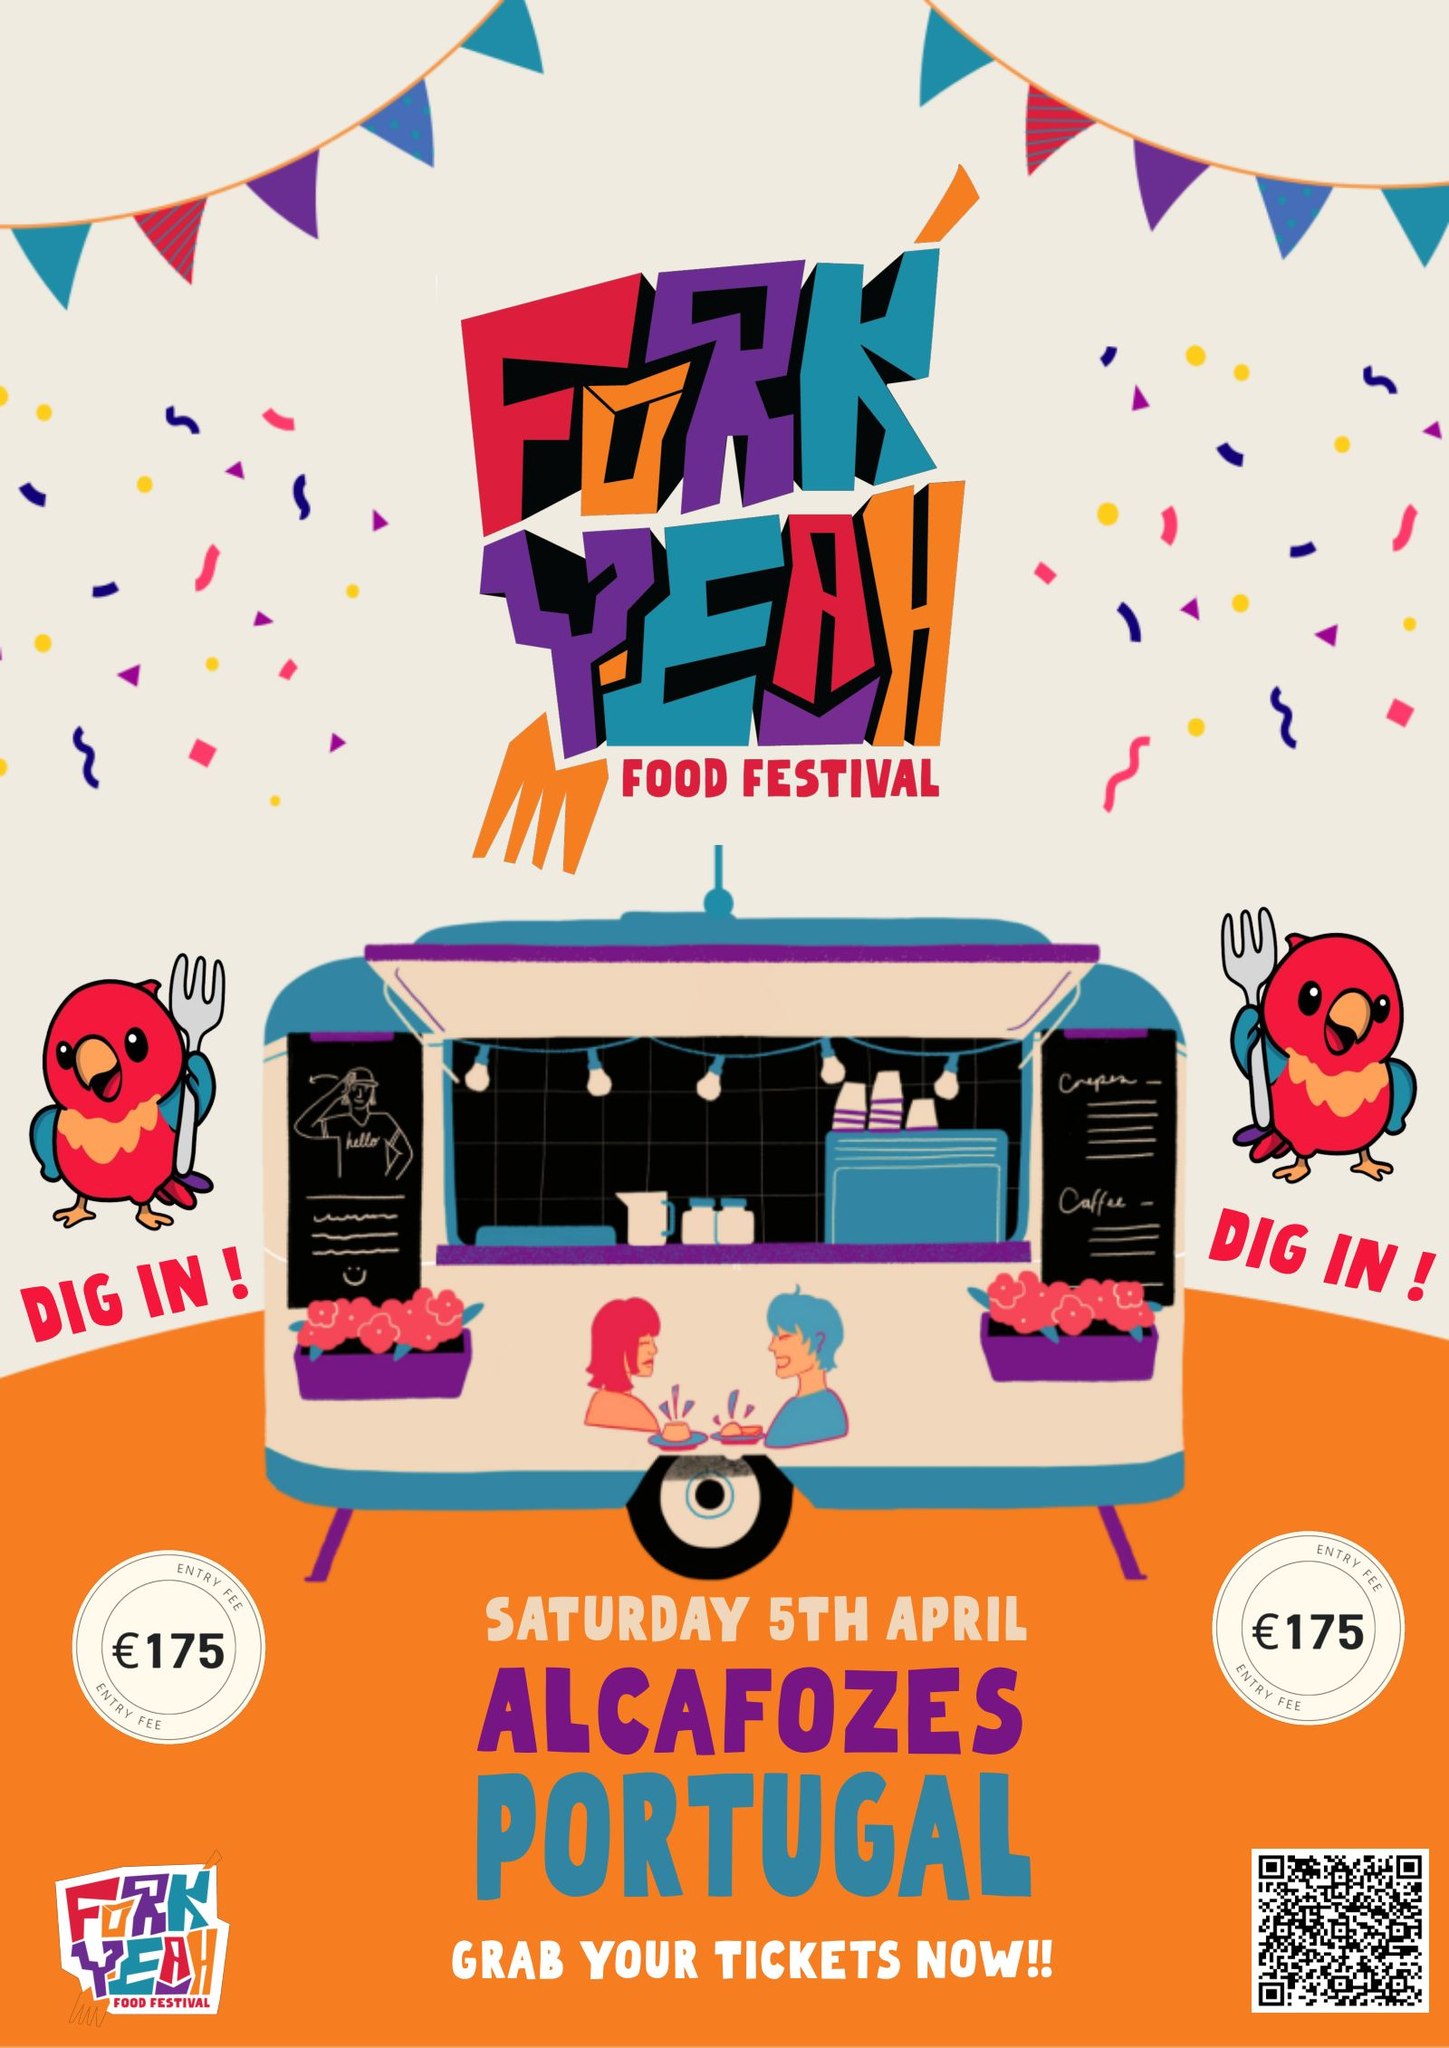 FORK
YEAH
FOOD FESTIVAL
hello
Crepes -
Coffee -
DIG IN !
DIG IN !
ENTRY FEE
€175
ENTRY FEE
ENTRY FEE
€175
ENTRY FEE
SATURDAY 5TH APRIL
ALCAFOZES
PORTUGAL
GRAB YOUR TICKETS NOW!!
FORK
YEAH
FOOD FESTIVAL